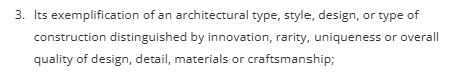 3. Its exemplification of an architectural type, style, design, or type of
construction distinguished by innovation, rarity, uniqueness or overall
quality of design, detail, materials or craftsmanship;